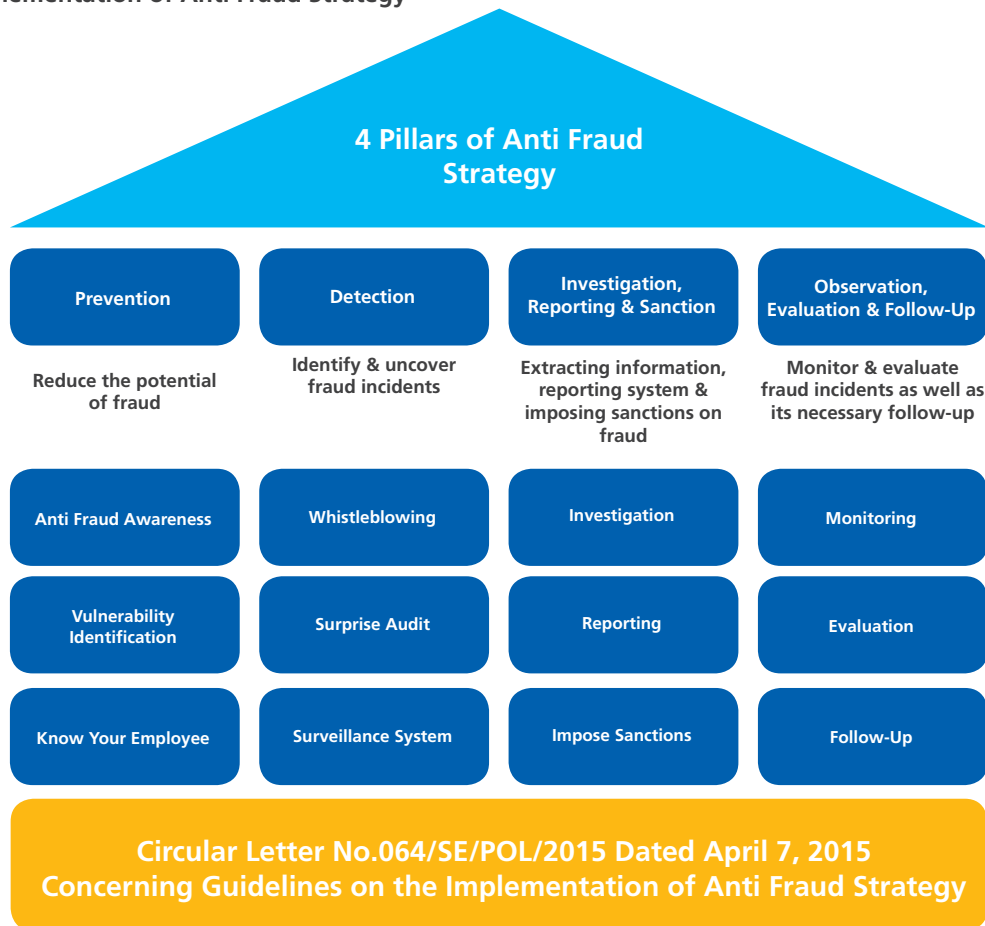 of Anti Fraud Strategy
4 Pillars of Anti Fraud
Strategy
Prevention
Detection
Investigation,
Reporting & Sanction
Observation,
Evaluation & Follow-Up
Reduce the potential
of fraud
Identify & uncover
fraud incidents
Extracting information,
reporting system &
imposing sanctions on
fraud
Monitor & evaluate
fraud incidents as well as
its necessary follow-up
Anti Fraud Awareness
Whistleblowing
Investigation
Monitoring
Vulnerability
Identification
Surprise Audit
Reporting
Evaluation
Know Your Employee
Surveillance System
Impose Sanctions
Follow-Up
Circular Letter No.064/SE/POL/2015 Dated April 7, 2015
Concerning Guidelines on the Implementation of Anti Fraud Strategy